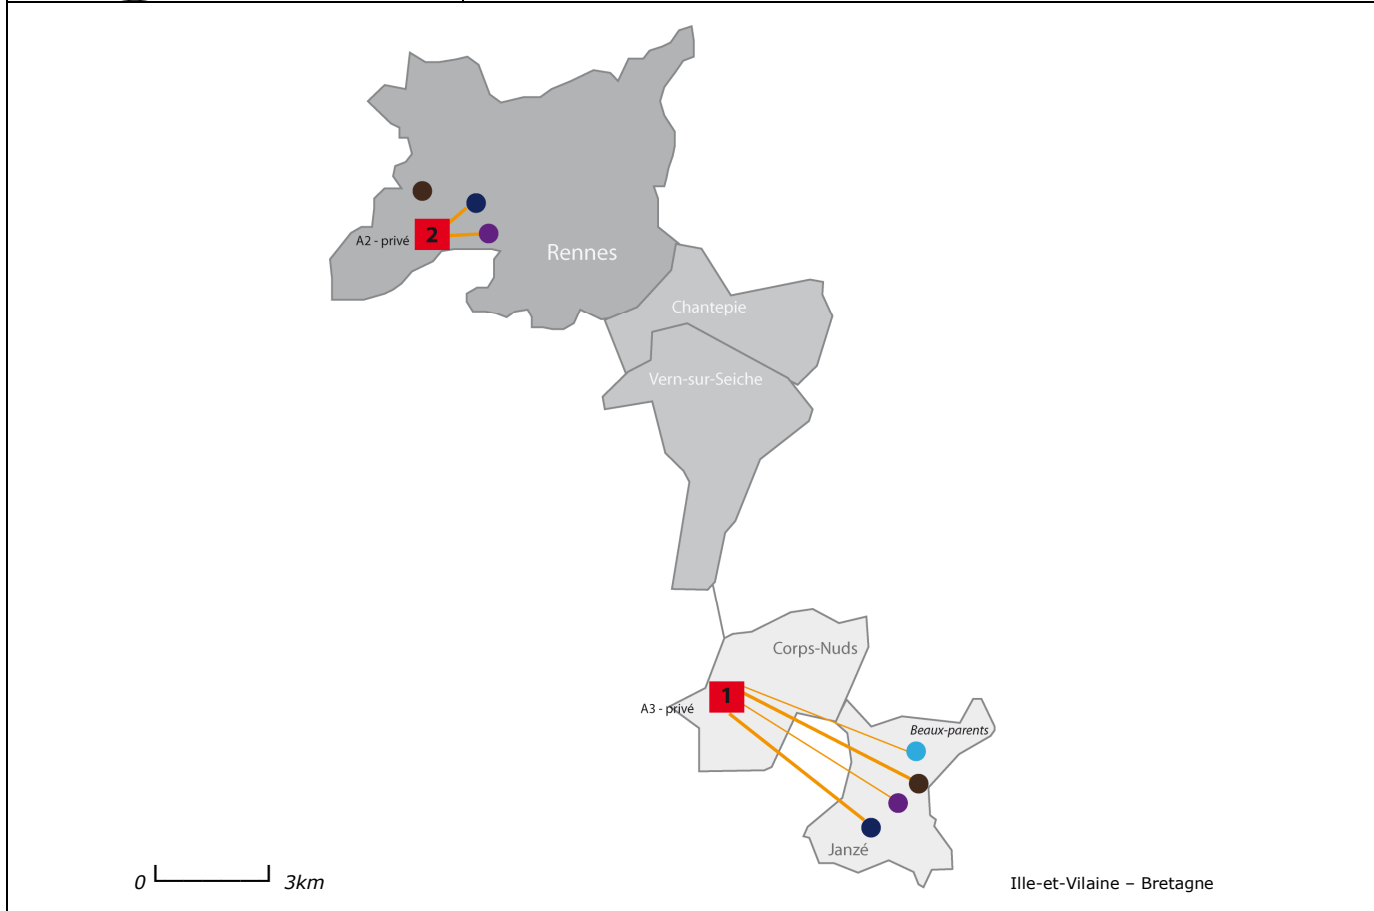 A2 - privé
2
Rennes
Chantepie
Vern-sur-Seiche
Corps-Nuds
1
A3 - privé
Beaux-parents
Janzé
0 3km
Ille-et-Vilaine – Bretagne